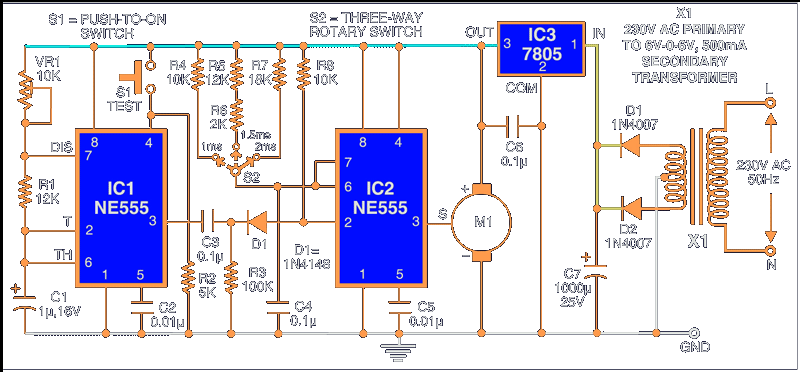 S1 = PUSH-TO-ON
SWITCH
S2 = THREE-WAY
ROTARY SWITCH
X1
230V AC PRIMARY
TO 6V-0-6V, 500mA
SECONDARY
TRANSFORMER
OUT
3
IC3
7805
1
IN
2
COM
VR1
10K
S1
TEST
R4
10K
R5
12K
R7
18K
R8
10K
R6
2K
1.5ms
1ms
2ms
S2
DIS
R1
12K
T
TH
C1
1µ,16V
8
4
7
IC1
NE555
2
3
6
1
5
C2
0.01µ
C3
0.1µ
R2
5K
R3
100K
D1
D1=
1N4148
C4
0.1µ
8
4
7
6
IC2
NE555
2
3
1
5
C5
0.01µ
S
+
M1
–
C6
0.1µ
D1
1N4007
D2
1N4007
C7
1000µ
25V
+
+
L
230V AC
50Hz
X1
N
GND